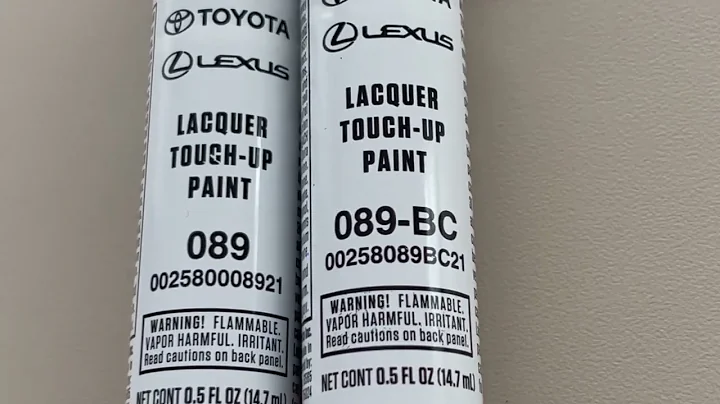 TOYOTA
LEXUS
LACQUER
TOUCH-UP
PAINT
089
002580008921
WARNING! FLAMMABLE.
VAPOR HARMFUL. IRRITANT.
Read cautions on back panel.
NET CONT 0.5 FL OZ (14.7 mL)
TOYOTA
LEXUS
LACQUER
TOUCH-UP
PAINT
089-BC
00258089BC21
WARNING! FLAMMABLE.
VAPOR HARMFUL. IRRITANT.
Read cautions on back panel.
NET CONT 0.5 FL OZ (14.7 mL)